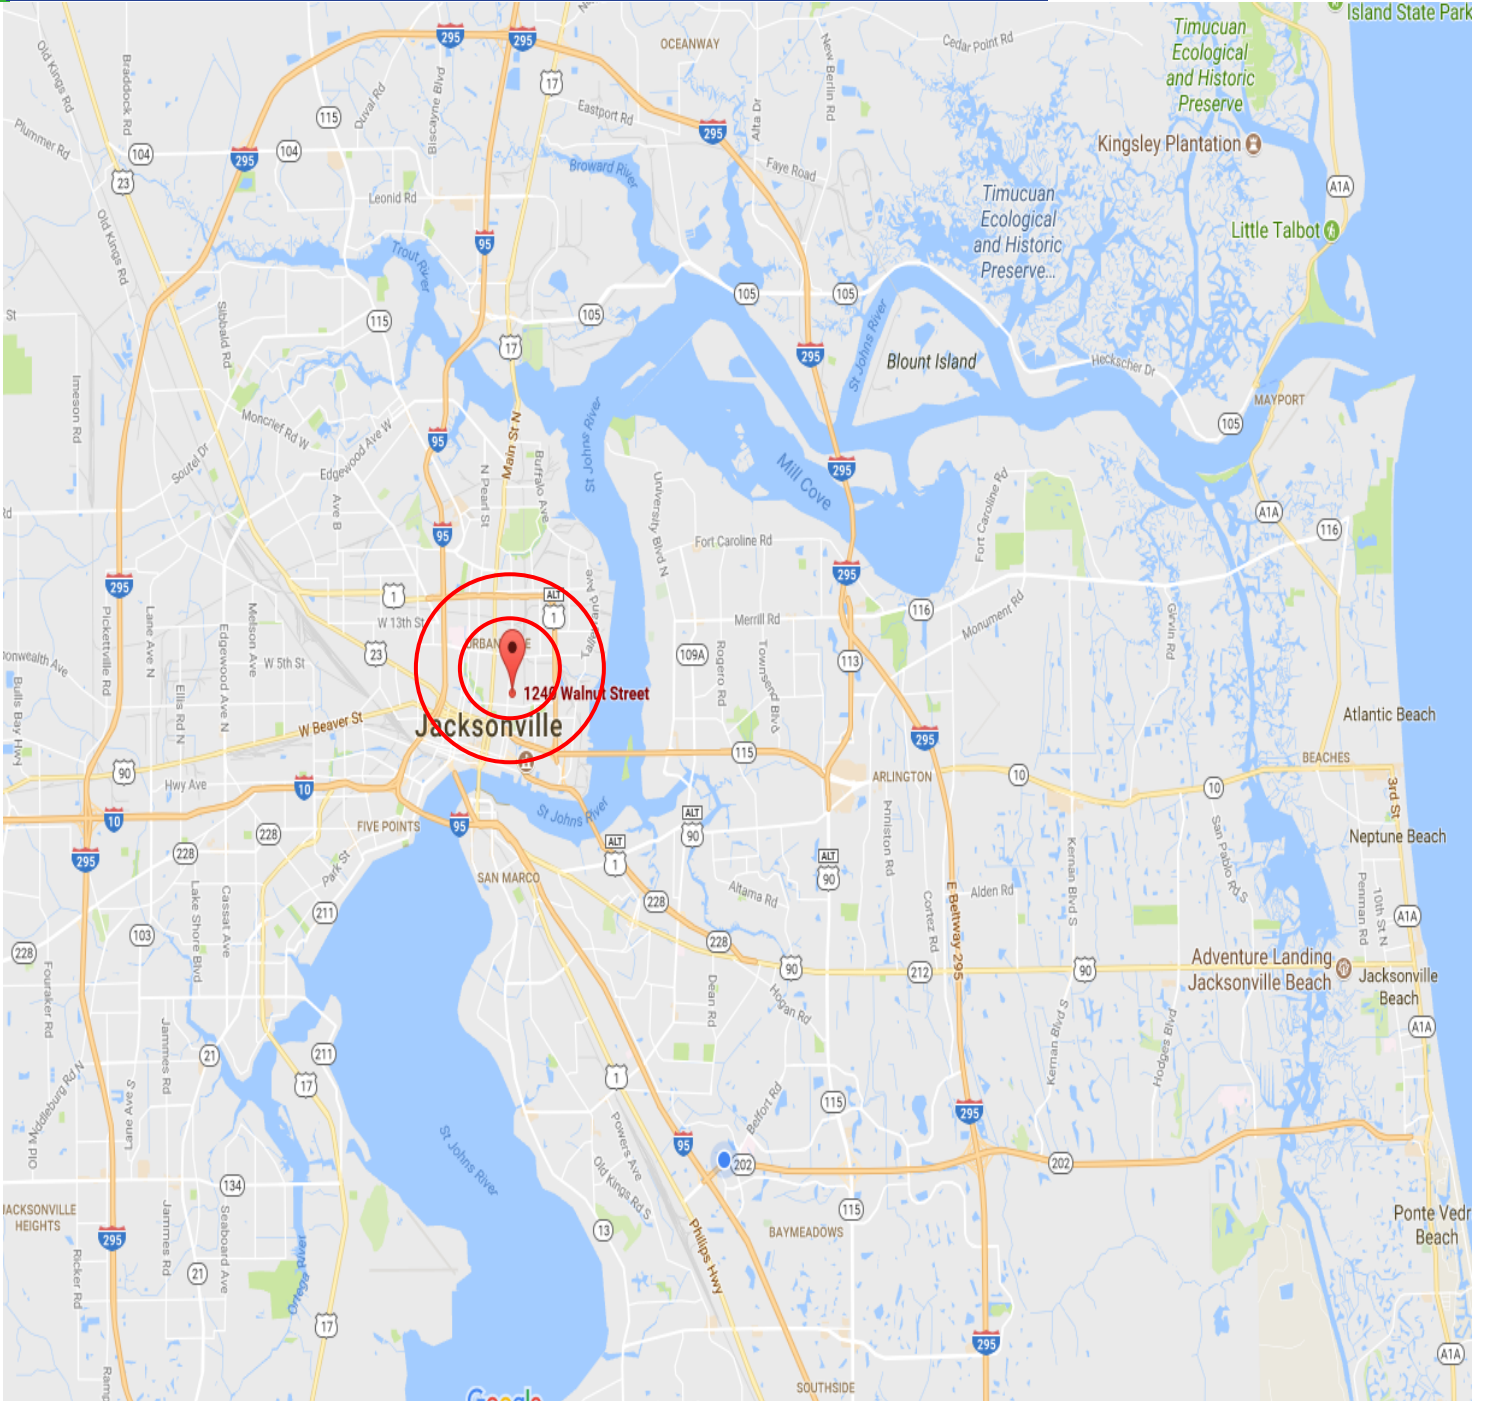 Island State Park
Timucuan
Ecological
and Historic
Preserve
295
295
OCEANWAY
Cedar Point Rd
Old Kings Rd
Braddock Rd
Biscayne Blvd
17
New Berlin Rd
115
Duval Rd
Eastport Rd
Alta Dr
295
Plummer Rd
104
295
104
Kingsley Plantation
23
Broward River
Faye Road
Leonid Rd
A1A
Timucuan
Ecological
and Historic
Preserve...
Old Kings Rd
Little Talbot
95
Trout River
105
105
St
Sibbald Rd
115
105
St Johns River
17
295
Blount Island
Heckscher Dr
Imeson Rd
MAYPORT
Moncrief Rd W
Edgewood Ave W
Main St N
St Johns River
105
95
Soutel Dr
Buffalo Ave
N Pearl St
University Blvd N
Mill Cove
295
Fort Caroline Rd
Ave B
Rd
A1A
116
95
Fort Caroline Rd
295
295
1
ALT
1
Pickettville Rd
Lane Ave N
Melson Ave
Edgewood Ave N
W 13th St
116
Monument Rd
Girvin Rd
Merrill Rd
23
W 5th St
109A
Rogero Rd
Townsend Blvd
113
Bulls Bay Hwy
Ellis Rd N
1240 Walnut Street
Jacksonville
W Beaver St
295
Atlantic Beach
115
BEACHES
90
Hwy Ave
10
ARLINGTON
10
10
3rd St
10
FIVE POINTS
95
St Johns River
ALT
90
Neptune Beach
228
228
295
ALT
1
ALT
90
San Pablo Rd S
Kernan Blvd S
Park St
SAN MARCO
Altama Rd
Alden Rd
Cortez Rd
E Beltway 295
Penman Rd
10th St N
Lake Shore Blvd
Cassat Ave
211
228
A1A
103
228
228
90
212
90
Adventure Landing
Jacksonville Beach
Jacksonville
Beach
Fouraker Rd
Dean Rd
Hogan Rd
A1A
Jammes Rd
21
211
17
Kernan Blvd S
Hodges Blvd
1
S Lane Ave
Old Middleburg Rd N
115
Belfort Rd
295
St Johns River
Powers Ave
95
202
202
134
Old Kings Rd S
JACKSONVILLE
HEIGHTS
Jammes Rd
Seaboard Ave
115
Ponte Vedr
Beach
295
13
BAYMEADOWS
Ricker Rd
21
Ortega River
Phillips Hwy
17
295
A1A
SOUTHSIDE
Google